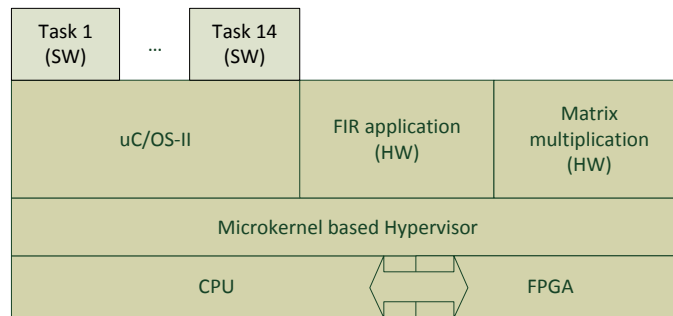 Task 1
(SW)
...
Task 14
(SW)
uC/OS-II
FIR application
(HW)
Matrix
multiplication
(HW)
Microkernel based Hypervisor
CPU
FPGA